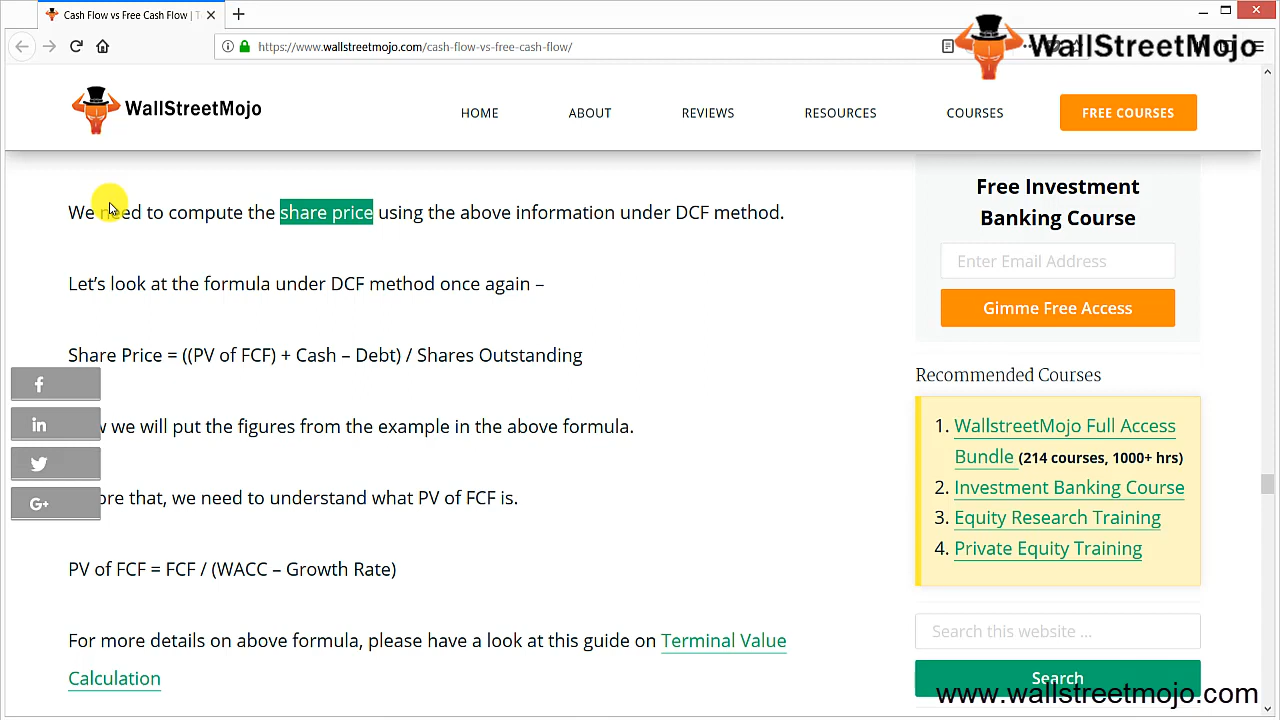 Cash Flow vs Free Cash Flow | T
https://www.wallstreetmojo.com/cash-flow-vs-free-cash-flow/
WallStreetMojo
WallStreetMojo
HOME
ABOUT
REVIEWS
RESOURCES
COURSES
FREE COURSES
We need to compute the share price using the above information under DCF method.
Let's look at the formula under DCF method once again –
Share Price = ((PV of FCF) + Cash – Debt) / Shares Outstanding
w we will put the figures from the example in the above formula.
ore that, we need to understand what PV of FCF is.
PV of FCF = FCF / (WACC – Growth Rate)
For more details on above formula, please have a look at this guide on Terminal Value
Calculation
f
in
G+
Free Investment
Banking Course
Enter Email Address
Gimme Free Access
Recommended Courses
1. WallstreetMojo Full Access
Bundle (214 courses, 1000+ hrs)
2. Investment Banking Course
3. Equity Research Training
4. Private Equity Training
Search this website ...
Search
www.wallstreetmojo.com